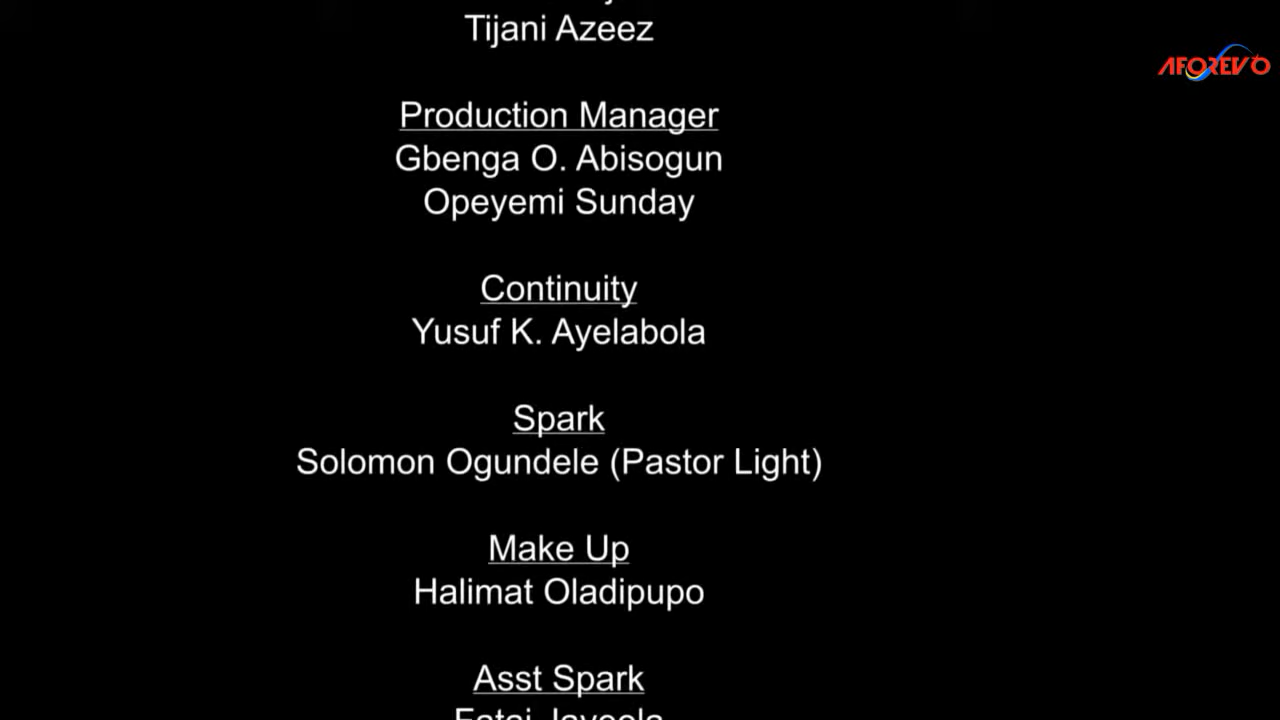 Tijani Azeez
AFOREVO
Production Manager
Gbenga O. Abisogun
Opeyemi Sunday
Continuity
Yusuf K. Ayelabola
Spark
Solomon Ogundele (Pastor Light)
Make Up
Halimat Oladipupo
Asst Spark